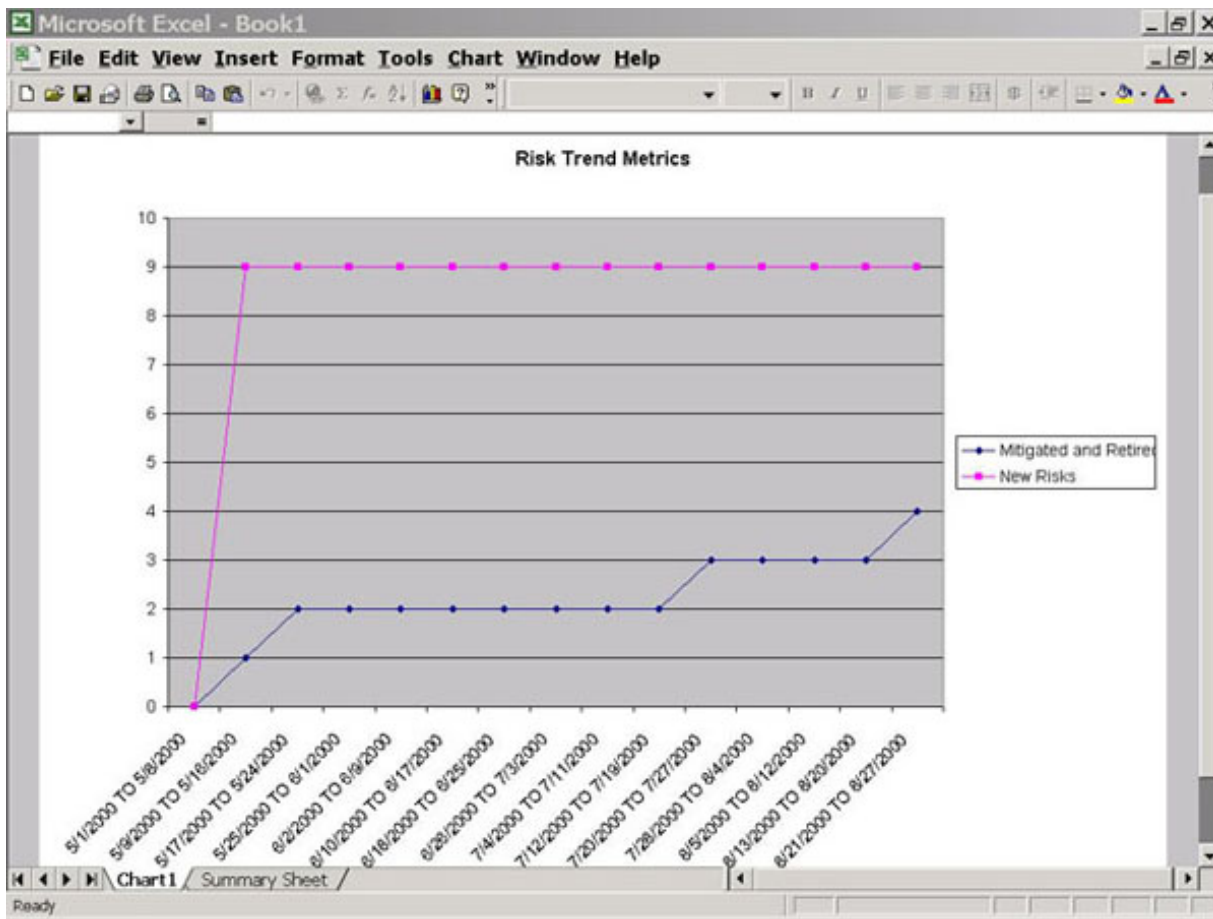 Microsoft Excel - Book1
File Edit View Insert Format Tools Chart Window Help
B I U
=
Risk Trend Metrics
10
9
8
7
6
5
4
3
2
1
0
Mitigated and Retired
New Risks
5/1/2000 TO 5/8/2000
5/9/2000 TO 5/16/2000
5/17/2000 TO 5/24/2000
5/25/2000 TO 6/1/2000
6/2/2000 TO 6/9/2000
6/10/2000 TO 6/17/2000
6/18/2000 TO 6/25/2000
6/26/2000 TO 7/3/2000
7/4/2000 TO 7/11/2000
7/12/2000 TO 7/19/2000
7/20/2000 TO 7/27/2000
7/28/2000 TO 8/4/2000
8/5/2000 TO 8/12/2000
8/13/2000 TO 8/20/2000
8/21/2000 TO 8/27/2000
Chart1 Summary Sheet
Ready